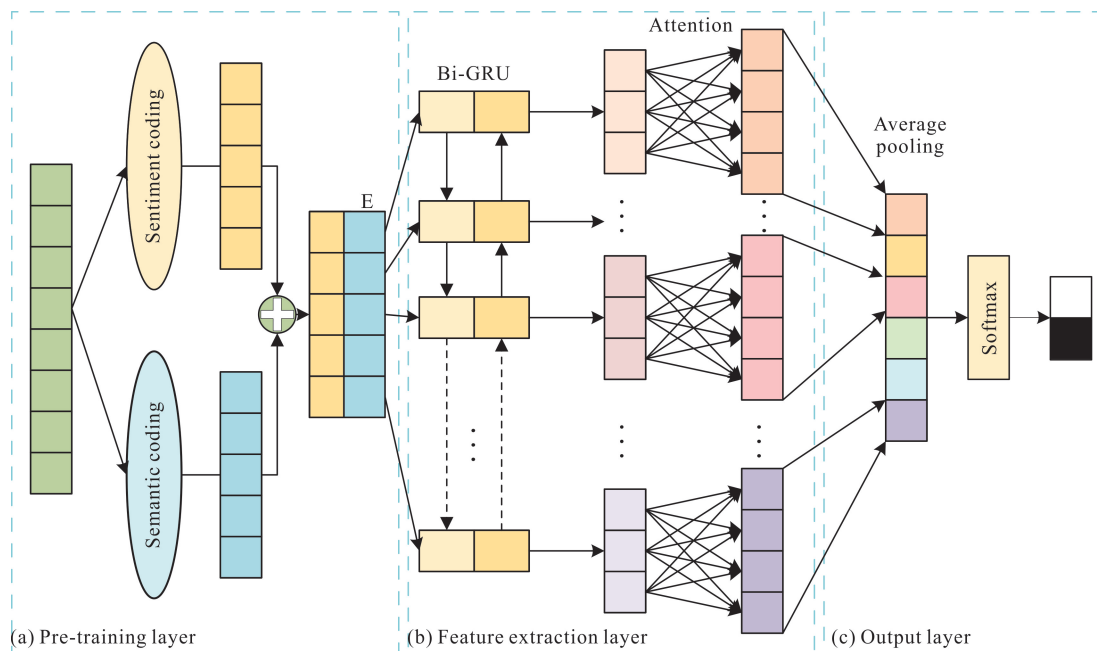 Sentiment coding
Semantic coding
E
(a) Pre-training layer
Bi-GRU
Attention
(b) Feature extraction layer
Average
pooling
Softmax
(c) Output layer